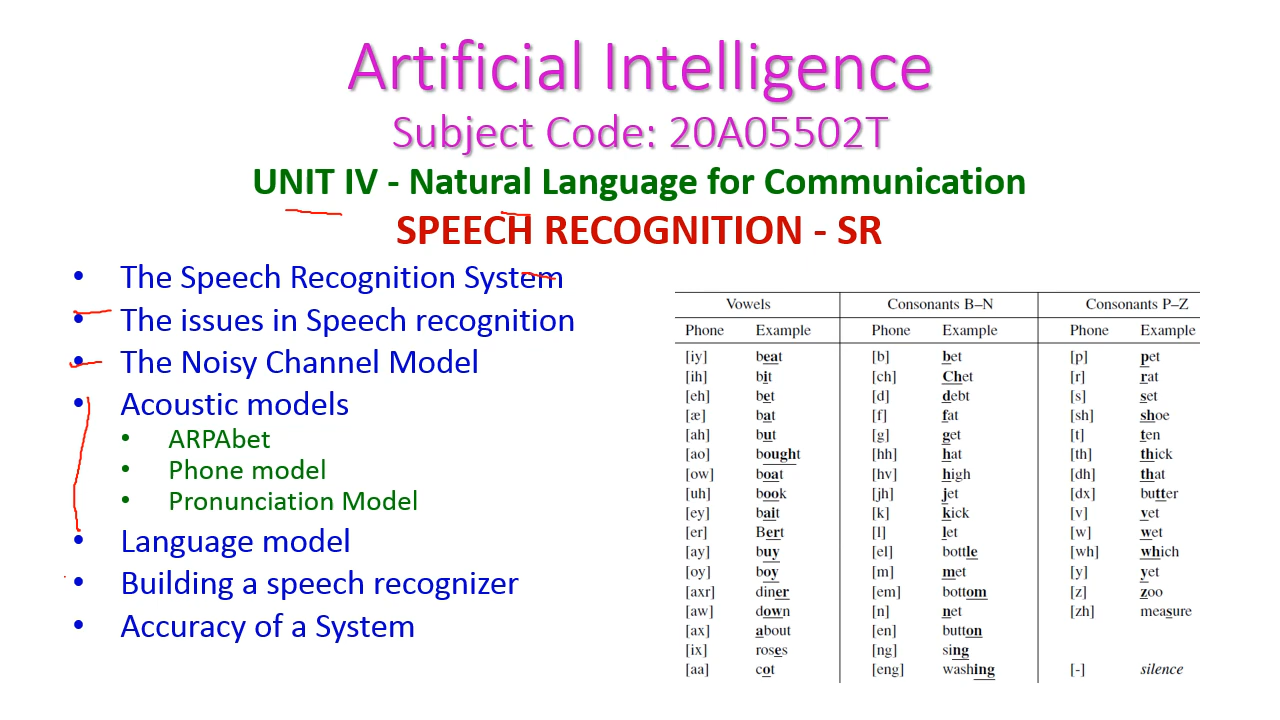 Artificial Intelligence
Subject Code: 20A05502T
UNIT IV - Natural Language for Communication
SPEECH RECOGNITION - SR
• The Speech Recognition System
• The issues in Speech recognition
• The Noisy Channel Model
• Acoustic models
• ARPAbet
• Phone model
• Pronunciation Model
• Language model
• Building a speech recognizer
• Accuracy of a System
Vowels Consonants B–N Consonants P–Z
Phone Example Phone Example Phone Example
[iy] beat [b] bet [p] pet
[ih] bit [ch] Chet [r] rat
[eh] bet [d] debt [s] set
[æ] bat [f] fat [sh] shoe
[ah] but [g] get [t] ten
[ao] bought [hh] hat [th] thick
[ow] boat [hv] high [dh] that
[uh] book [jh] jet [dx] butter
[ey] bait [k] kick [v] vet
[er] Bert [l] let [w] wet
[ay] buy [el] bottle [wh] which
[oy] boy [m] met [y] yet
[axr] diner [em] bottom [z] zoo
[aw] down [n] net [zh] measure
[ax] about [en] button
[ix] roses [ng] sing
[aa] cot [eng] washing [-] silence